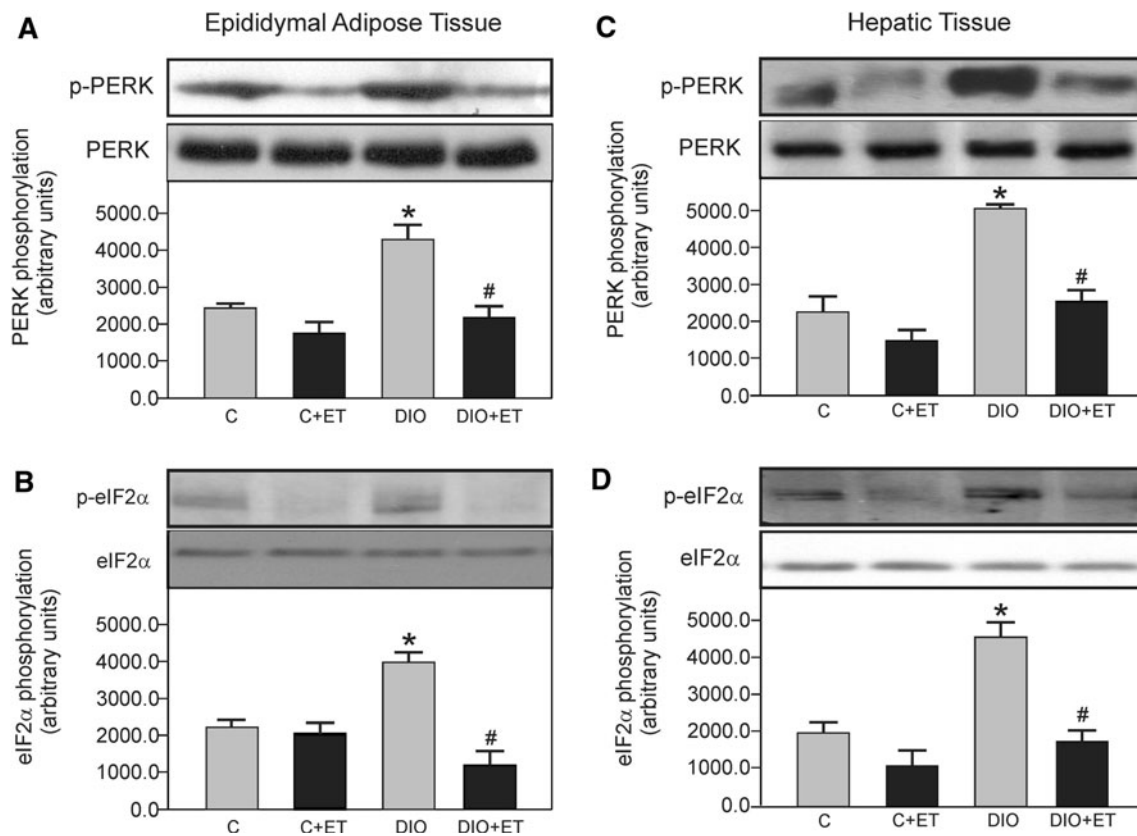 A
Epididymal Adipose Tissue
p-PERK
PERK
PERK phosphorylation
(arbitrary units)
5000.0
4000.0
3000.0
2000.0
1000.0
0.0
*
#
C
C+ET
DIO
DIO+ET
B
p-eIF2α
eIF2α
eIF2α phosphorylation
(arbitrary units)
5000.0
4000.0
3000.0
2000.0
1000.0
0.0
*
#
C
C+ET
DIO
DIO+ET
C
Hepatic Tissue
p-PERK
PERK
PERK phosphorylation
(arbitrary units)
5000.0
4000.0
3000.0
2000.0
1000.0
0.0
*
#
C
C+ET
DIO
DIO+ET
D
p-eIF2α
eIF2α
eIF2α phosphorylation
(arbitrary units)
5000.0
4000.0
3000.0
2000.0
1000.0
0.0
*
#
C
C+ET
DIO
DIO+ET